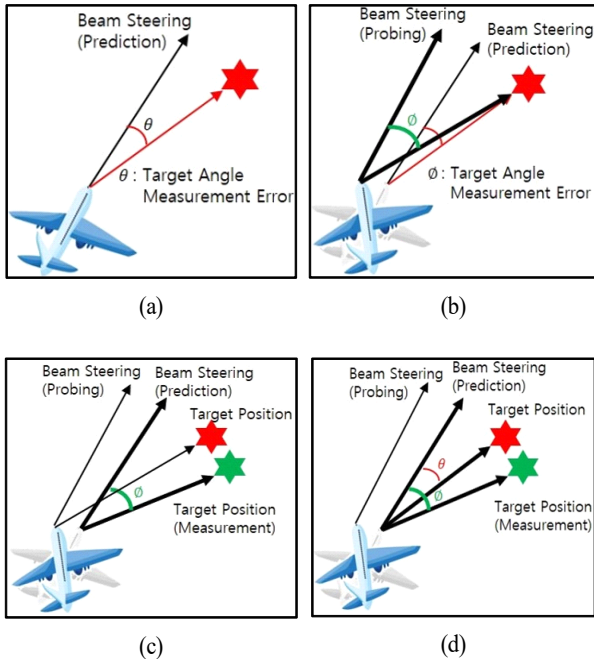 Beam Steering
(Prediction)
θ
θ : Target Angle
Measurement Error
(a)
Beam Steering
(Probing)
Beam Steering
(Prediction)
Ø
Ø : Target Angle
Measurement Error
(b)
Beam Steering
(Probing)
Beam Steering
(Prediction)
Target Position
Ø
Target Position
(Measurement)
(c)
Beam Steering
(Probing)
Beam Steering
(Prediction)
Target Position
θ
Ø
Target Position
(Measurement)
(d)